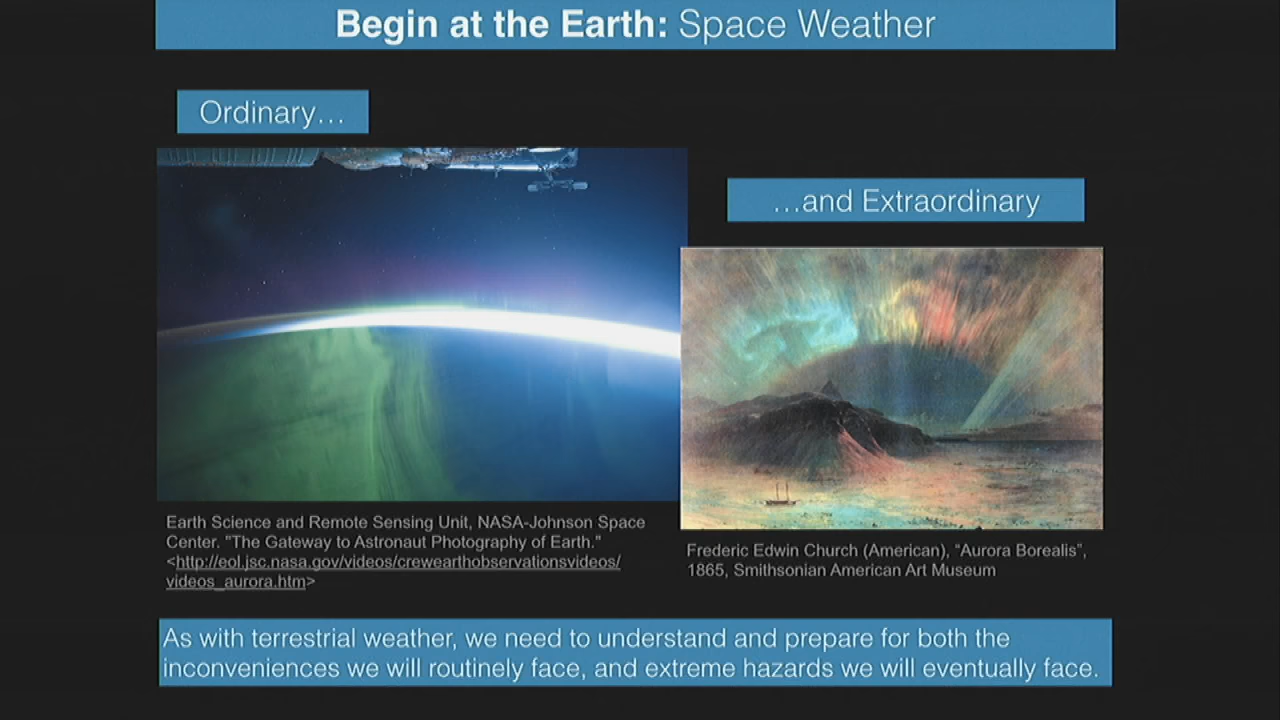 Begin at the Earth: Space Weather
Ordinary…
…and Extraordinary
Earth Science and Remote Sensing Unit, NASA-Johnson Space
Center. "The Gateway to Astronaut Photography of Earth."
<http://eol.jsc.nasa.gov/videos/crewearthobservationsvideos/
videos_aurora.htm>
Frederic Edwin Church (American), “Aurora Borealis”,
1865, Smithsonian American Art Museum
As with terrestrial weather, we need to understand and prepare for both the
inconveniences we will routinely face, and extreme hazards we will eventually face.